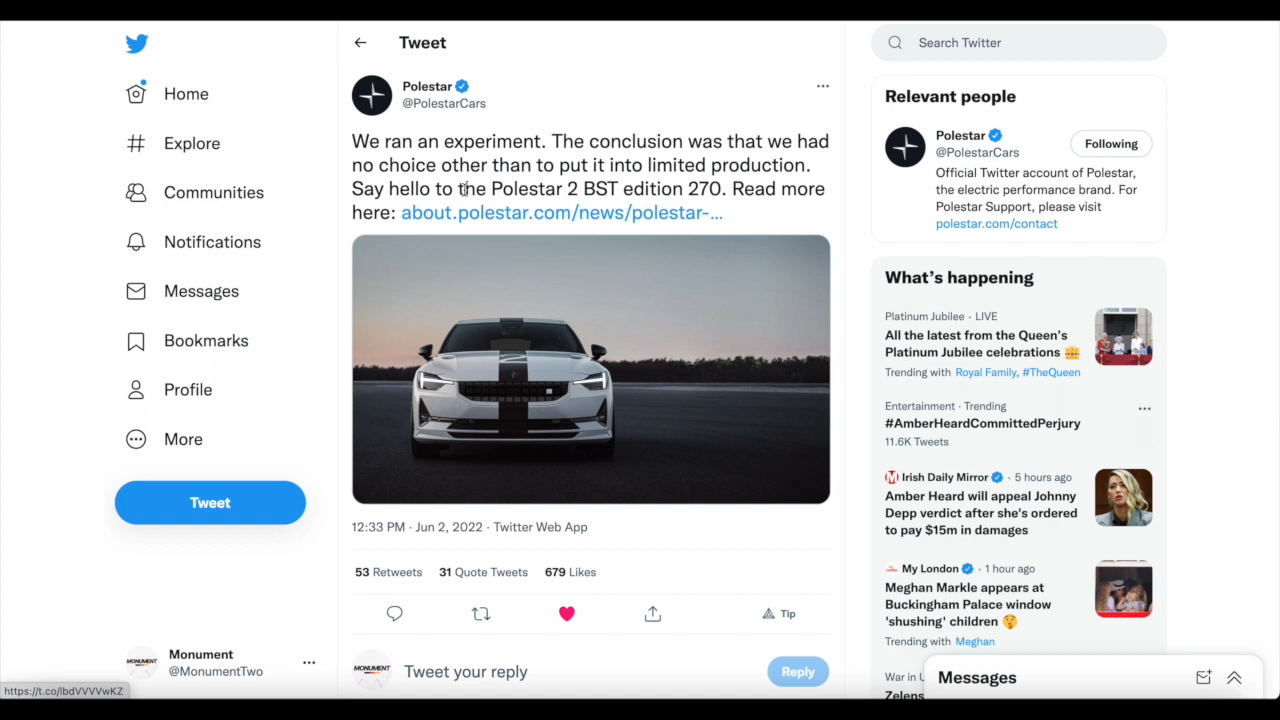 Home
Explore
Communities
Notifications
Messages
Bookmarks
Profile
More
Tweet
Monument
@MonumentTwo
https://t.co/lbdVVVVwKZ
Tweet
Polestar
@PolestarCars
We ran an experiment. The conclusion was that we had
no choice other than to put it into limited production.
Say hello to the Polestar 2 BST edition 270. Read more
here: about.polestar.com/news/polestar-...
12:33 PM · Jun 2, 2022 · Twitter Web App
53 Retweets 31 Quote Tweets 679 Likes
Tip
MONUMENT
Tweet your reply
Reply
Search Twitter
Relevant people
Polestar
@PolestarCars
Following
Official Twitter account of Polestar,
the electric performance brand. For
Polestar Support, please visit
polestar.com/contact
What's happening
Platinum Jubilee · LIVE
All the latest from the Queen's
Platinum Jubilee celebrations
Trending with Royal Family, #TheQueen
Entertainment · Trending
#AmberHeardCommittedPerjury
11.6K Tweets
Irish Daily Mirror · 5 hours ago
Amber Heard will appeal Johnny
Depp verdict after she's ordered
to pay $15m in damages
My London · 1 hour ago
Meghan Markle appears at
Buckingham Palace window
'shushing' children
Trending with Meghan
War in U
Zelens
Messages